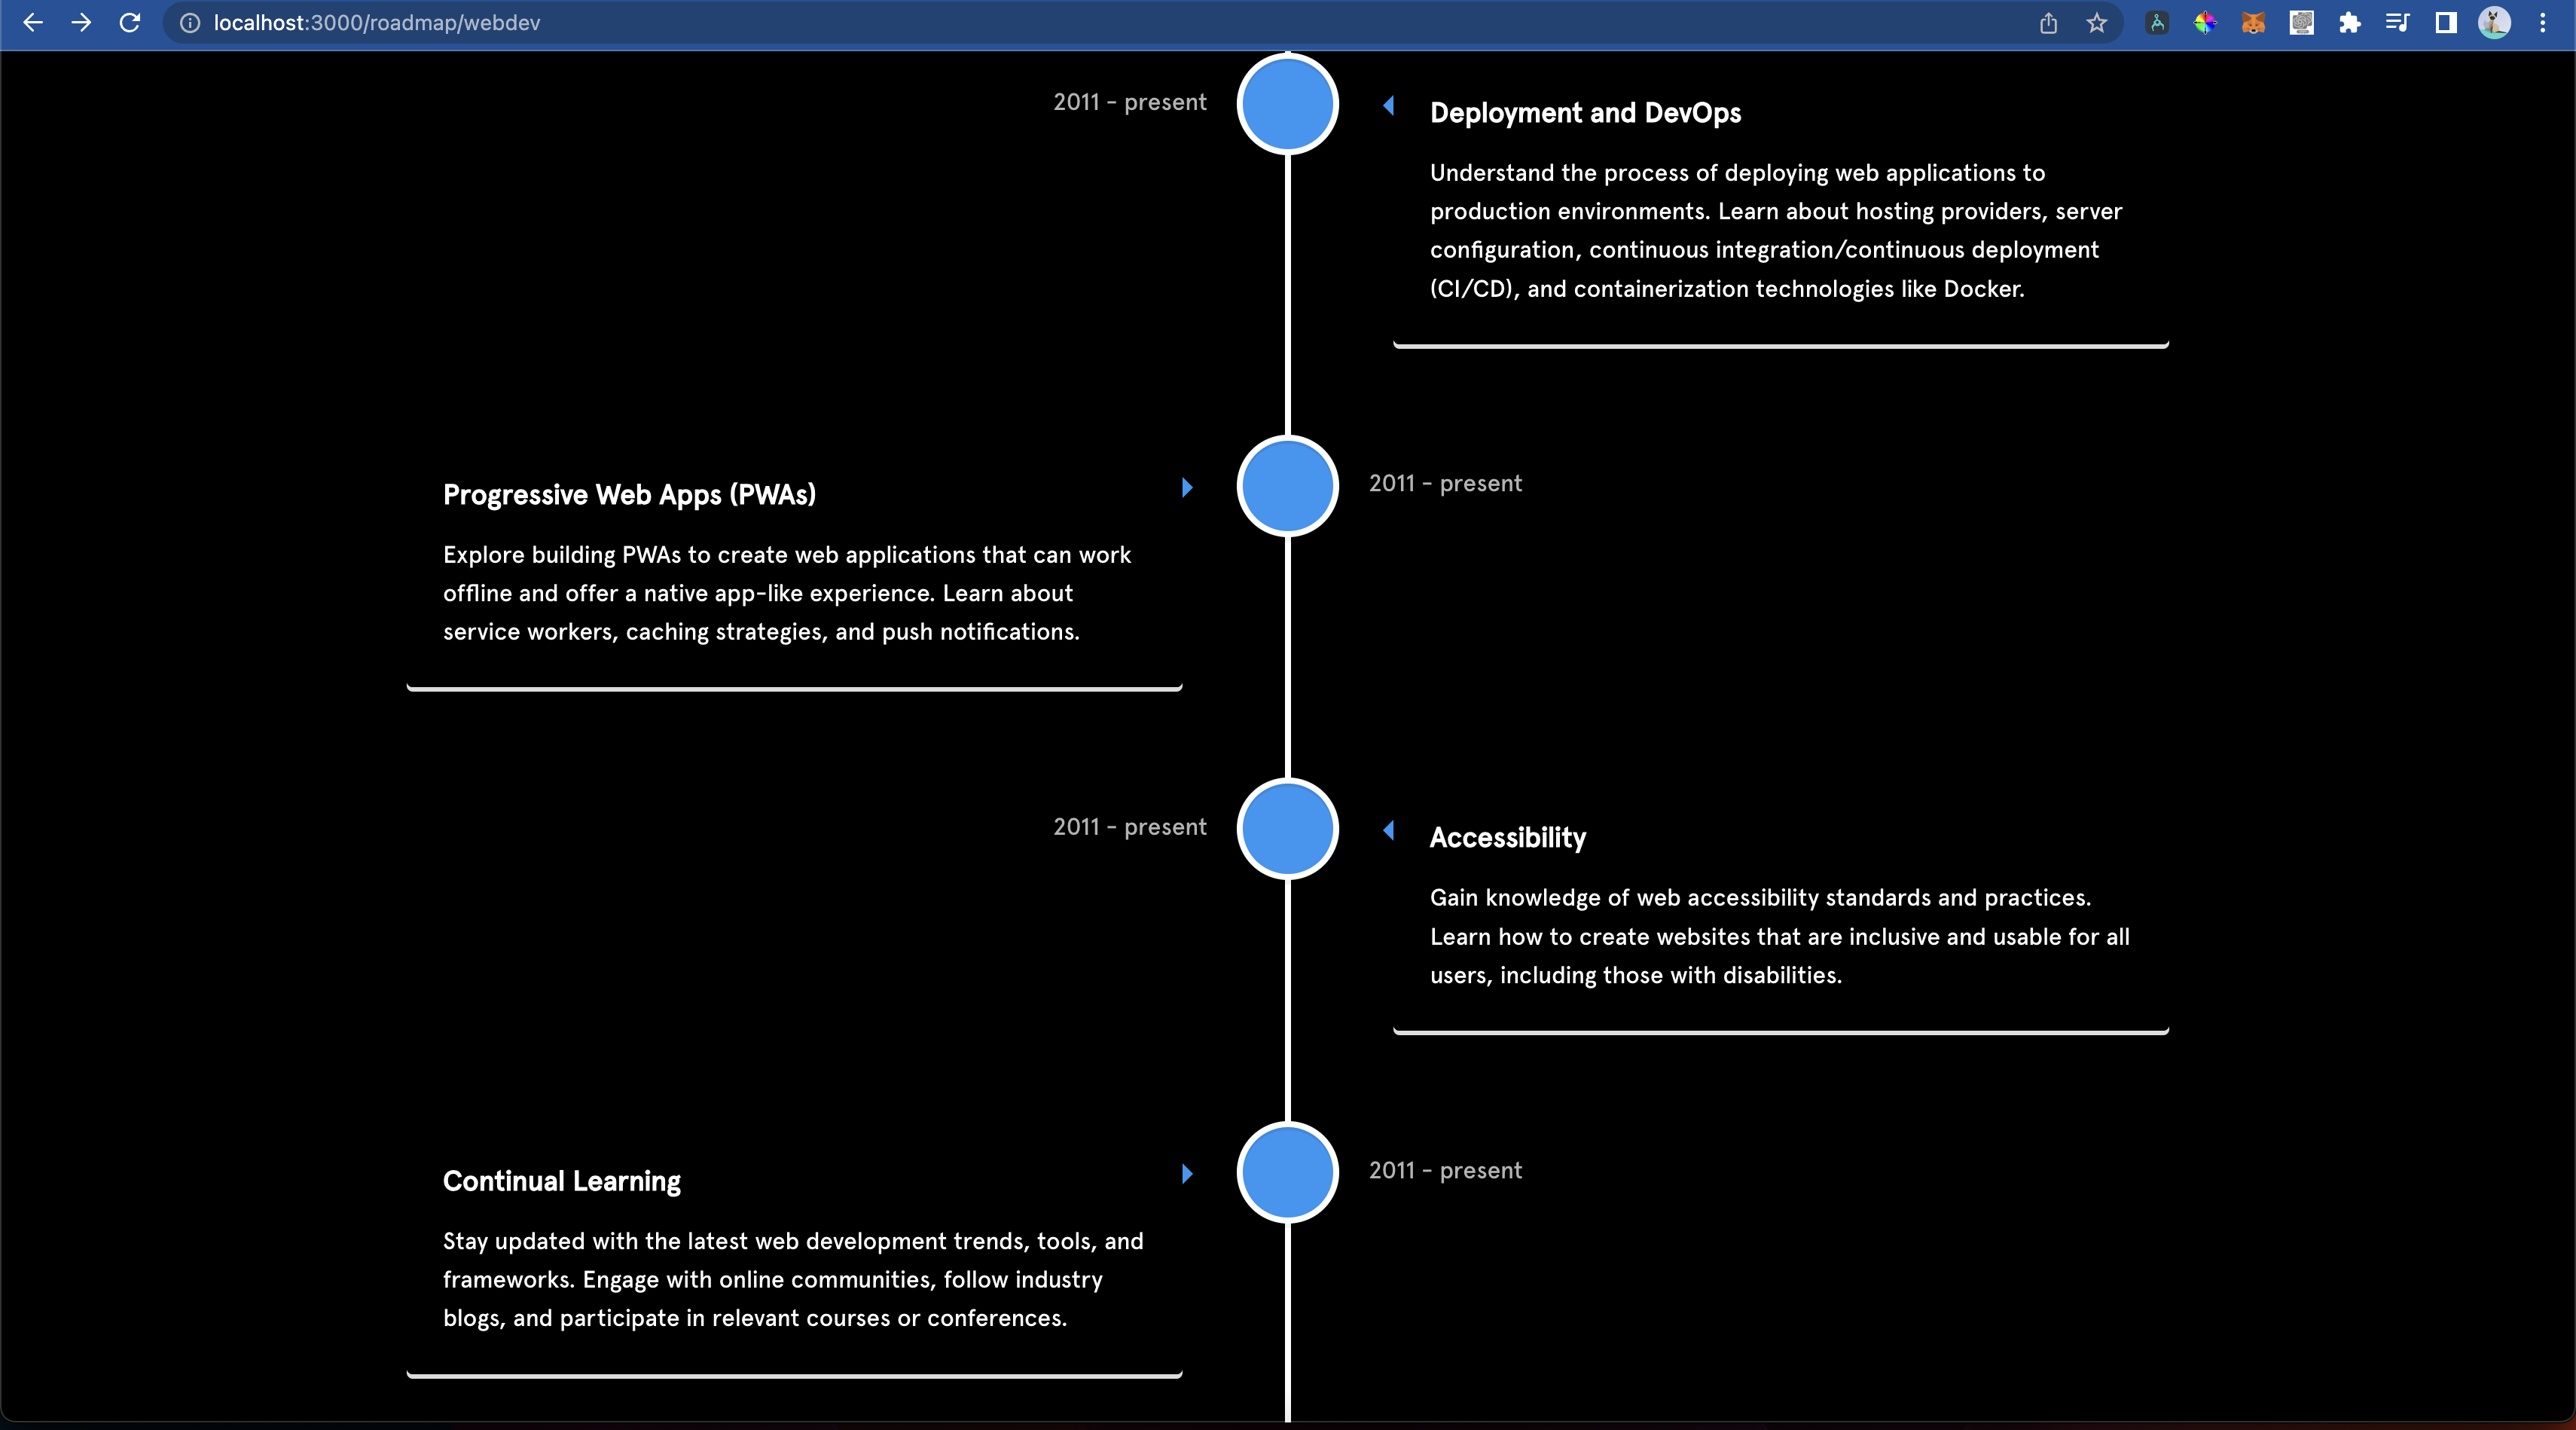 localhost:3000/roadmap/webdev
2011 - present
Deployment and DevOps
Understand the process of deploying web applications to
production environments. Learn about hosting providers, server
configuration, continuous integration/continuous deployment
(CI/CD), and containerization technologies like Docker.
Progressive Web Apps (PWAs)
2011 - present
Explore building PWAs to create web applications that can work
offline and offer a native app-like experience. Learn about
service workers, caching strategies, and push notifications.
2011 - present
Accessibility
Gain knowledge of web accessibility standards and practices.
Learn how to create websites that are inclusive and usable for all
users, including those with disabilities.
Continual Learning
2011 - present
Stay updated with the latest web development trends, tools, and
frameworks. Engage with online communities, follow industry
blogs, and participate in relevant courses or conferences.